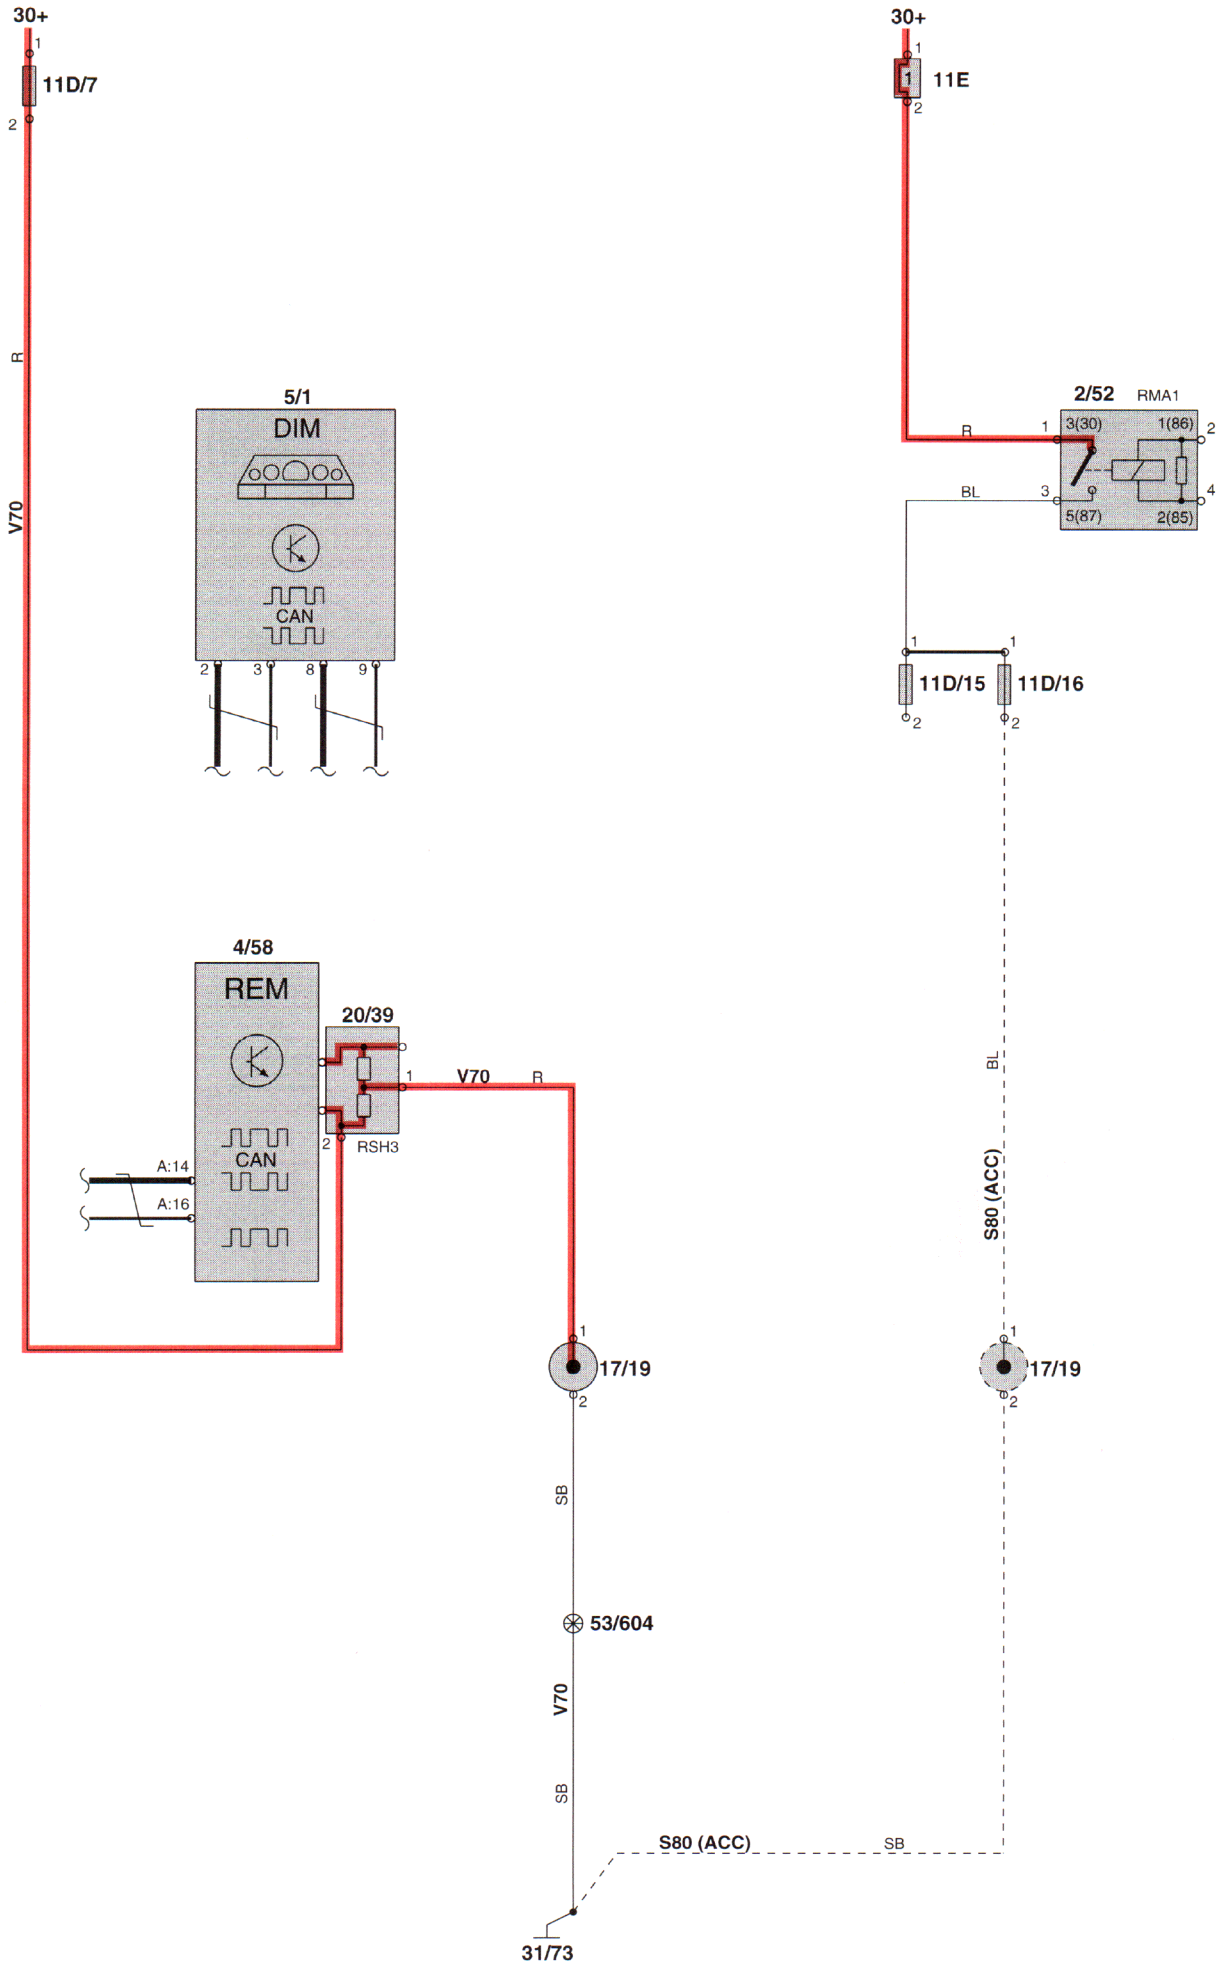 30+
30+
1
1
11D/7
1
11E
2
2
R
5/1
2/52 RMA1
DIM
1 3(30) 1(86) 2
R
BL
3 4
5(87) 2(85)
V70
CAN
1 1
2 3 8 9
11D/15 11D/16
2 2
4/58
REM
20/39
BL
1
V70 R
2 RSH3
CAN
A:14
A:16
S80 (ACC)
1
1
17/19
17/19
2
2
SB
53/604
V70
SB
S80 (ACC) SB
31/73